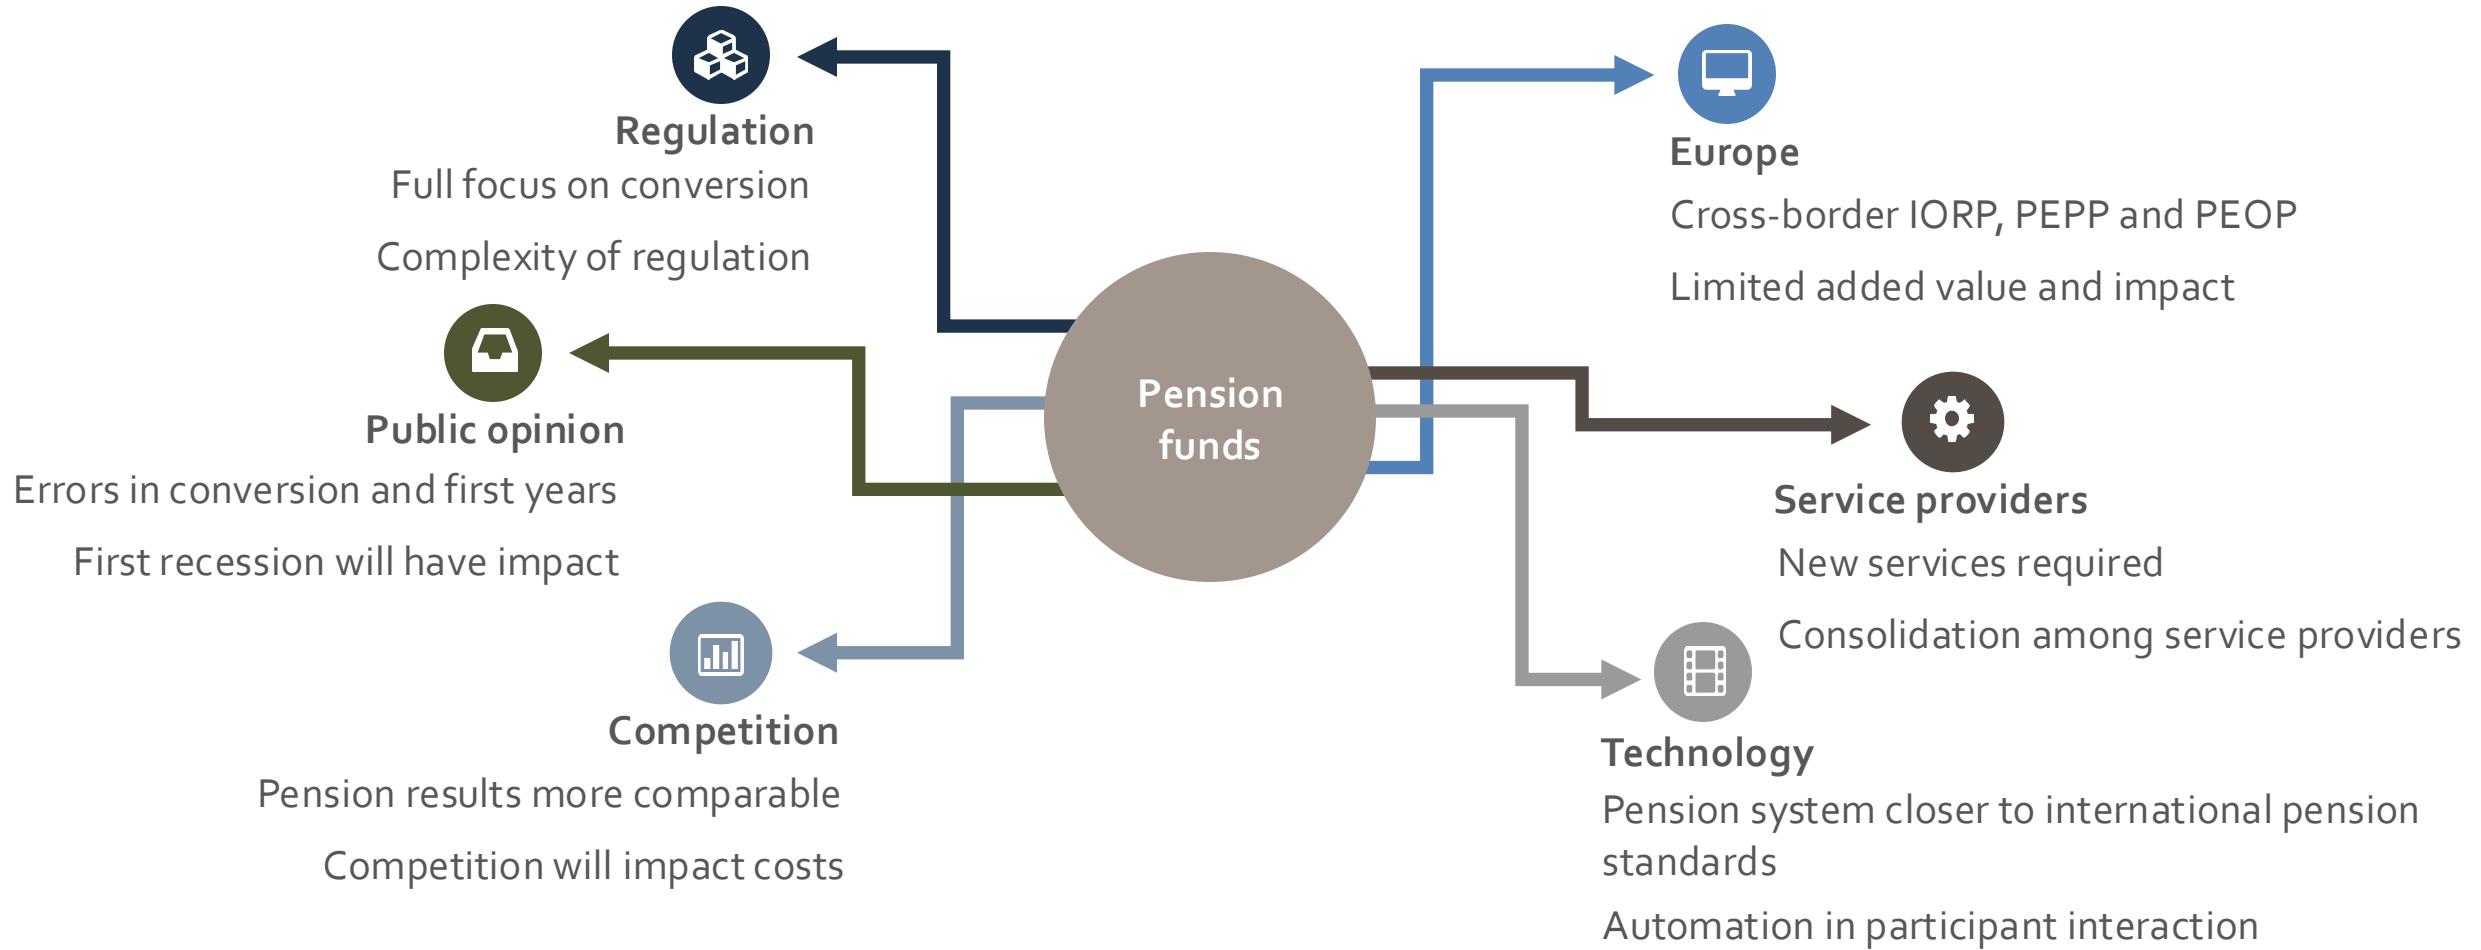 Regulation
Full focus on conversion
Complexity of regulation
Public opinion
Errors in conversion and first years
First recession will have impact
Competition
Pension results more comparable
Competition will impact costs
Pension
funds
Europe
Cross-border IORP, PEPP and PEOP
Limited added value and impact
Service providers
New services required
Consolidation among service providers
Technology
Pension system closer to international pension
standards
Automation in participant interaction